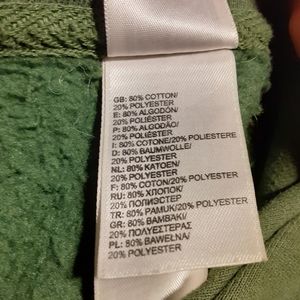 GB: 80% COTTON/
20% POLYESTER
E: 80% ALGODÓN/
20% POLIÉSTER
P: 80% ALGODÃO/
20% POLIÉSTER
I: 80% COTONE/20% POLIESTERE
D: 80% BAUMWOLLE/
20% POLYESTER
NL: 80% KATOEN/
20% POLYESTER
F: 80% COTON/20% POLYESTER
RU: 80% ХЛОПОК/
20% ПОЛИЭСТЕР
TR: 80% PAMUK/20% POLYESTER
GR: 80% ΒΑΜΒΑΚΙ/
20% ΠΟΛΥΕΣΤΕΡΑΣ
PL: 80% BAWEŁNA/
20% POLYESTER